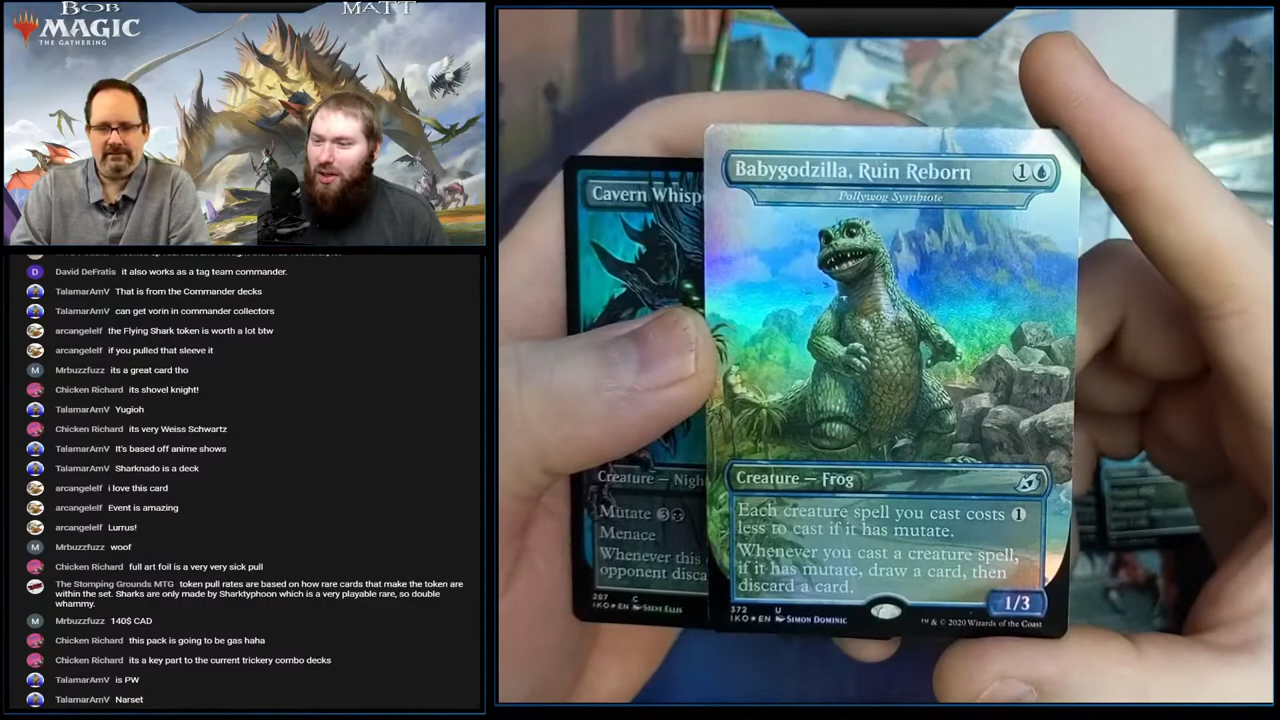 BOB
MATT
MAGIC
THE GATHERING
David DeFratis it also works as a tag team commander.
TalamarAmV That is from the Commander decks
TalamarAmV can get vorin in commander collectors
arcangelelf the Flying Shark token is worth a lot btw
arcangelelf if you pulled that sleeve it
M Mrbuzzfuzz its a great card tho
Chicken Richard its shovel knight!
TalamarAmV Yugioh
Chicken Richard its very Weiss Schwartz
TalamarAmV It's based off anime shows
TalamarAmV Sharknado is a deck
arcangelelf i love this card
arcangelelf Event is amazing
arcangelelf Lurrus!
M Mrbuzzfuzz woof
Chicken Richard full art foil is a very very sick pull
The Stomping Grounds MTG token pull rates are based on how rare cards that make the token are
within the set. Sharks are only made by Sharktyphoon which is a very playable rare, so double
whammy.
M Mrbuzzfuzz 140$ CAD
Chicken Richard this pack is going to be gas haha
Chicken Richard its a key part to the current trickery combo decks
TalamarAmV is PW
TalamarAmV Narset
Cavern Whisp
Creature — Nigh
Mutate 3
Menace
Whenever this
opponent disca
287 C
IKO★EN STEVE ELLIS
Babygodzilla, Ruin Reborn 1
Pollywog Symbiote
Creature — Frog
Each creature spell you cast costs 1
less to cast if it has mutate.
Whenever you cast a creature spell,
if it has mutate, draw a card, then
discard a card.
1/3
372 U
IKO★EN SIMON DOMINIC
™ & © 2020 Wizards of the Coast